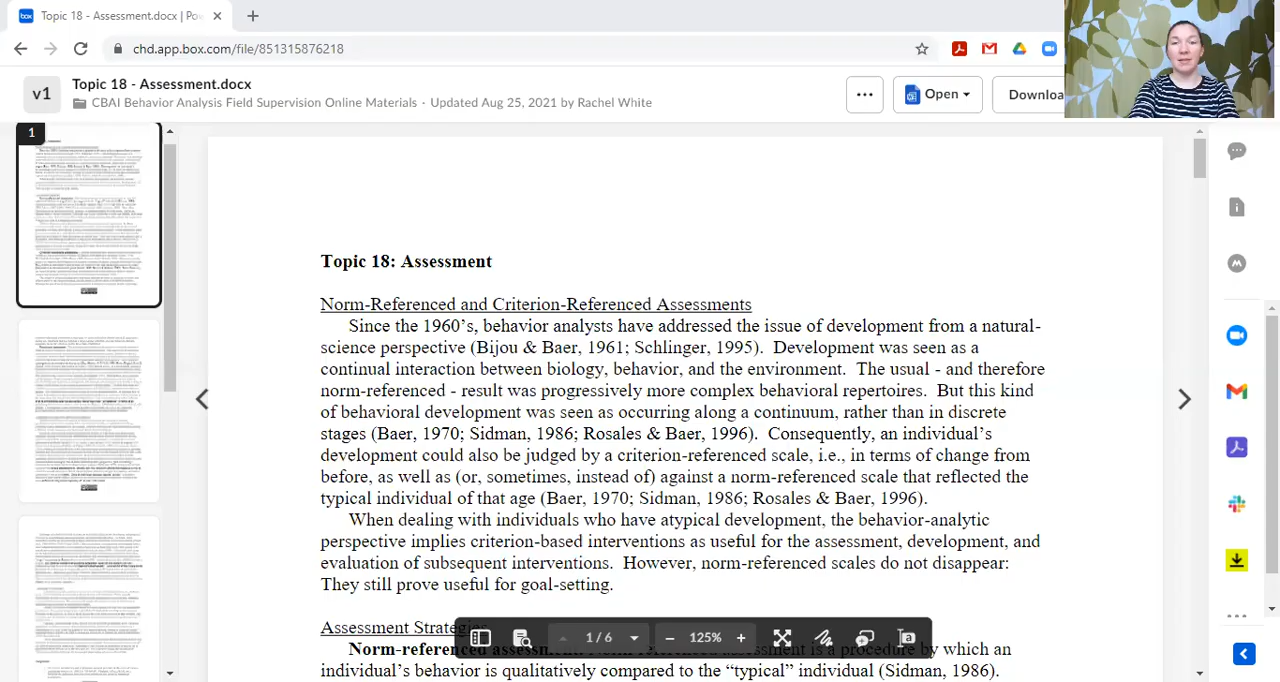 Topic 18 - Assessment.docx | Po
chd.app.box.com/file/851315876218
v1
Topic 18 - Assessment.docx
CBAI Behavior Analysis Field Supervision Online Materials · Updated Aug 25, 2021 by Rachel White
Open
Downloa
1
Topic 18: Assessment
Norm-Referenced and Criterion-Referenced Assessments
Since the 1960's, behavior analysts have addressed the issue of development from a natural-
science perspective (Bijou & Baer, 1961; Schlinger, 1995). Development was seen as a
continual interaction between biology, behavior, and the environment. The usual - and therefore
expected - outcome was progressively more complex behavioral repertoires. But this kind
of behavioral development was seen as occurring along a continuum, rather than in discrete
stages (Baer, 1970; Sidman, 1986; Rosales & Baer, 1996). Consequently, an individual's
development could also be judged by a criterion-reference scale, i.e., in terms of change from
before, as well as (or, at times, instead of) against a norm-referenced scale that reflected the
typical individual of that age (Baer, 1970; Sidman, 1986; Rosales & Baer, 1996).
When dealing with individuals who have atypical development, the behavior-analytic
perspective implies criterion-based interventions as useful for the assessment, development, and
analysis of subsequent interventions. However, norm-referenced scales do not disappear:
They still prove useful for goal-setting.
Assessment Strategies
1 / 6
125%
Norm-referenced assessment is a procedure by which an
individual's behavior is qualitatively compared to the "typical" individual (Sidman, 1986).